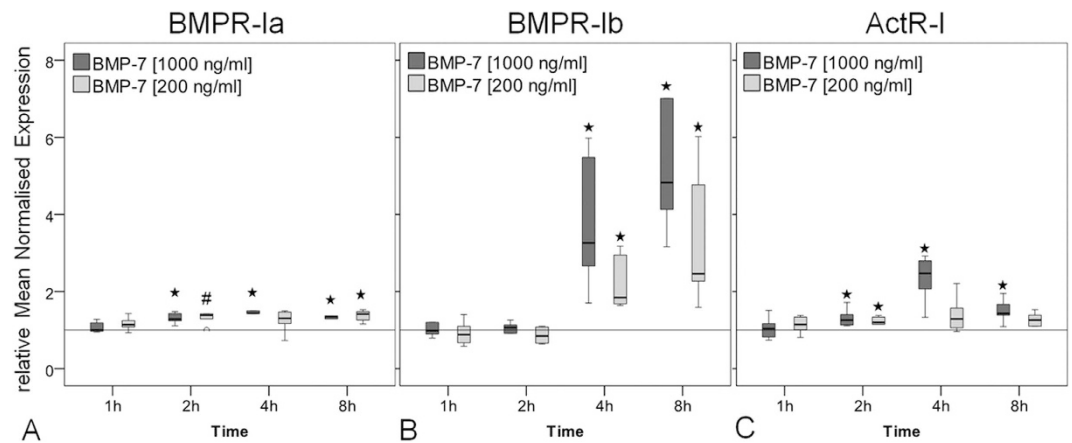 BMPR-Ia
BMPR-Ib
ActR-I
relative Mean Normalised Expression
8
6
4
2
0
BMP-7 [1000 ng/ml]
BMP-7 [200 ng/ml]
★
#
★
★
★
1h
2h
4h
8h
Time
A
BMP-7 [1000 ng/ml]
BMP-7 [200 ng/ml]
★
★
★
★
1h
2h
4h
8h
Time
B
BMP-7 [1000 ng/ml]
BMP-7 [200 ng/ml]
★
★
★
★
1h
2h
4h
8h
Time
C